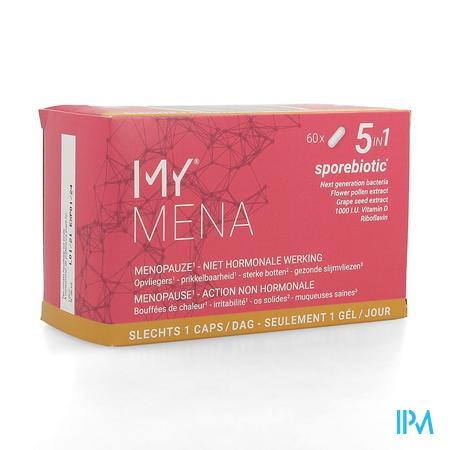 60 x 5 IN 1
sporebiotic®
Next generation bacteria
Flower pollen extract
Grape seed extract
1000 I.U. Vitamin D
Riboflavin
MY®
MENA
MENOPAUZE¹ - NIET HORMONALE WERKING
Opvliegers¹ - prikkelbaarheid¹ - sterke botten² - gezonde slijmvliezen³
MENOPAUSE¹ - ACTION NON HORMONALE
Bouffées de chaleur¹ - irritabilité¹ - os solides² - muqueuses saines³
SLECHTS 1 CAPS / DAG - SEULEMENT 1 GÉL / JOUR
IPM